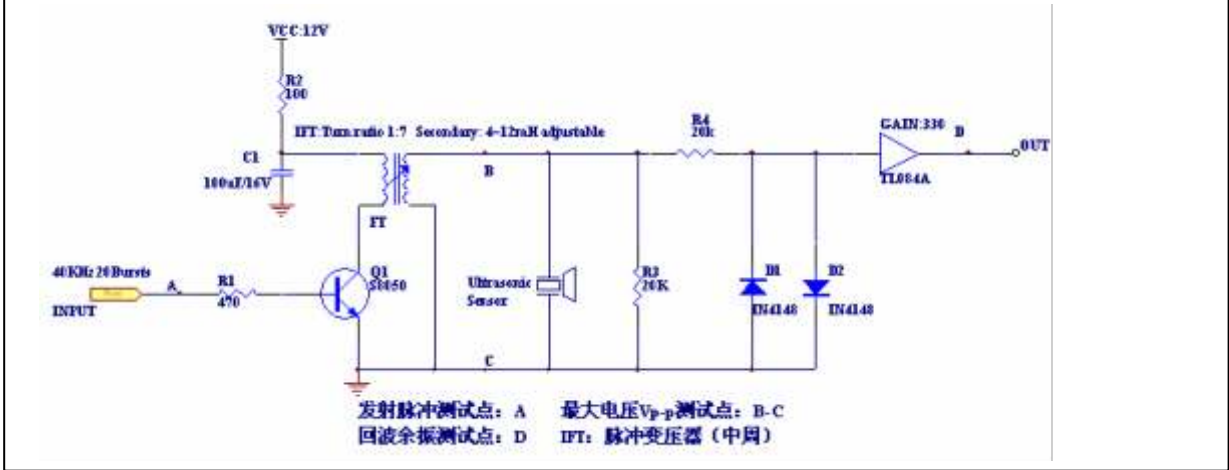 VCC:12V
R2
100
IFT:Turn ratio 1:7 Secondary: 4~12mH adjustable
C1
100uF/16V
FT
B
R4
20k
GAIN:330
D
OUT
TL084A
40KHz 20 Bursts
INPUT
A
R1
470
Q1
S8050
Ultrasonic
Sensor
R3
20K
D1
IN4148
D2
IN4148
C
发射脉冲测试点：A 最大电压Vp-p测试点：B-C
回波余振测试点：D IFT：脉冲变压器（中周）